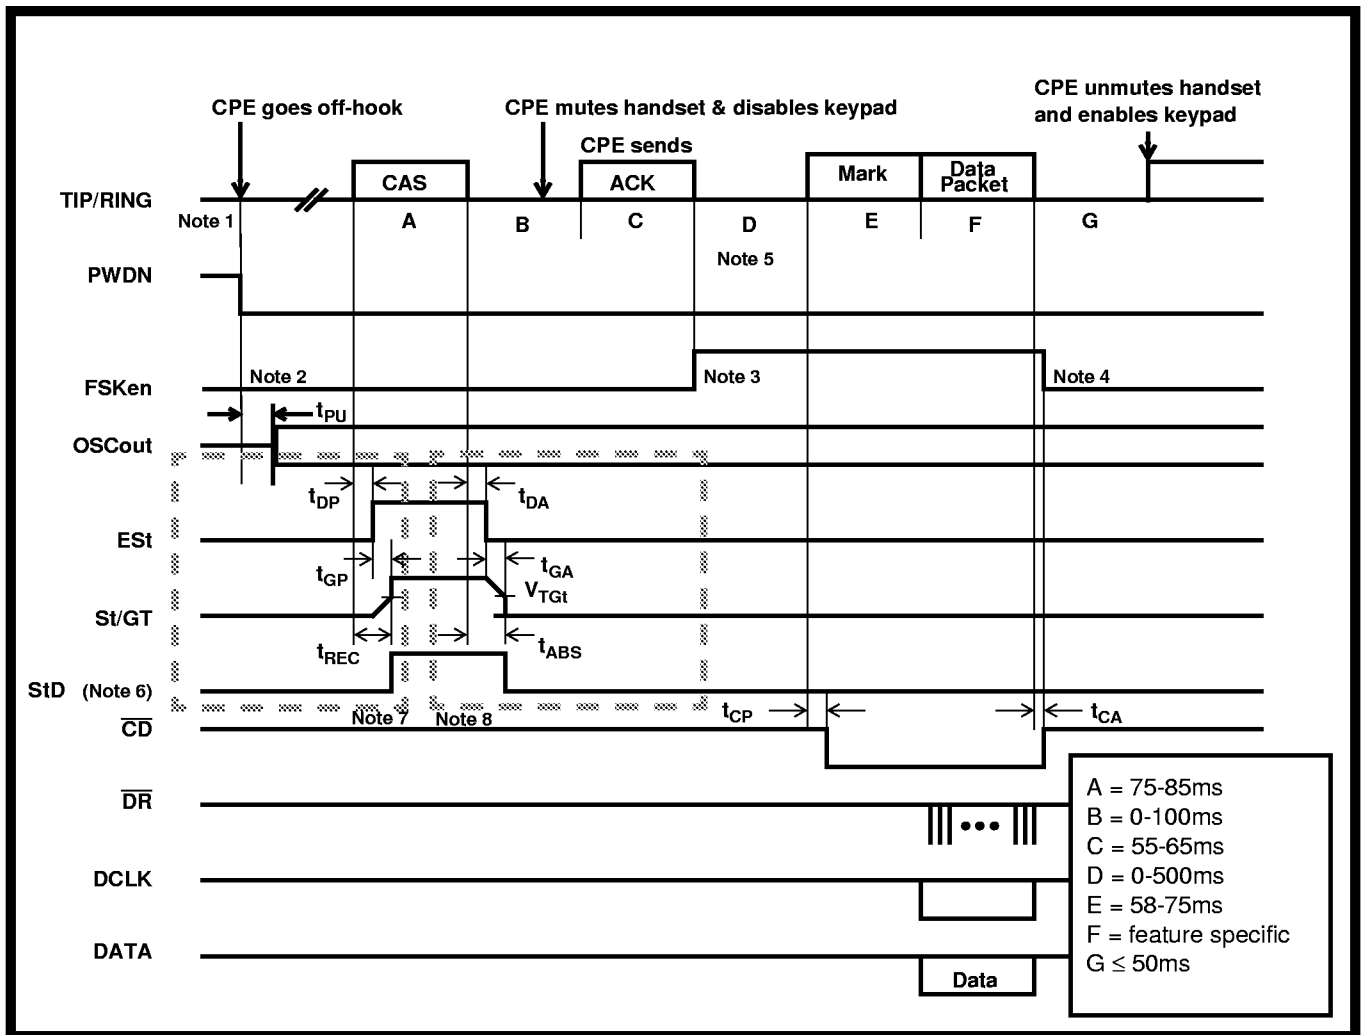 CPE unmutes handset
and enables keypad
CPE goes off-hook
CPE mutes handset & disables keypad
CPE sends
TIP/RING
CAS
ACK
Mark
Data
Packet
Note 1
A
B
C
D
E
F
G
Note 5
PWDN
FSKen
Note 2
Note 3
Note 4
tPU
OSCout
tDP
tDA
ESt
tGP
tGA
VTGt
St/GT
tREC
tABS
StD (Note 6)
Note 7
Note 8
tCP
tCA
CD
DR
DCLK
DATA
Data
A = 75-85ms
B = 0-100ms
C = 55-65ms
D = 0-500ms
E = 58-75ms
F = feature specific
G ≤ 50ms